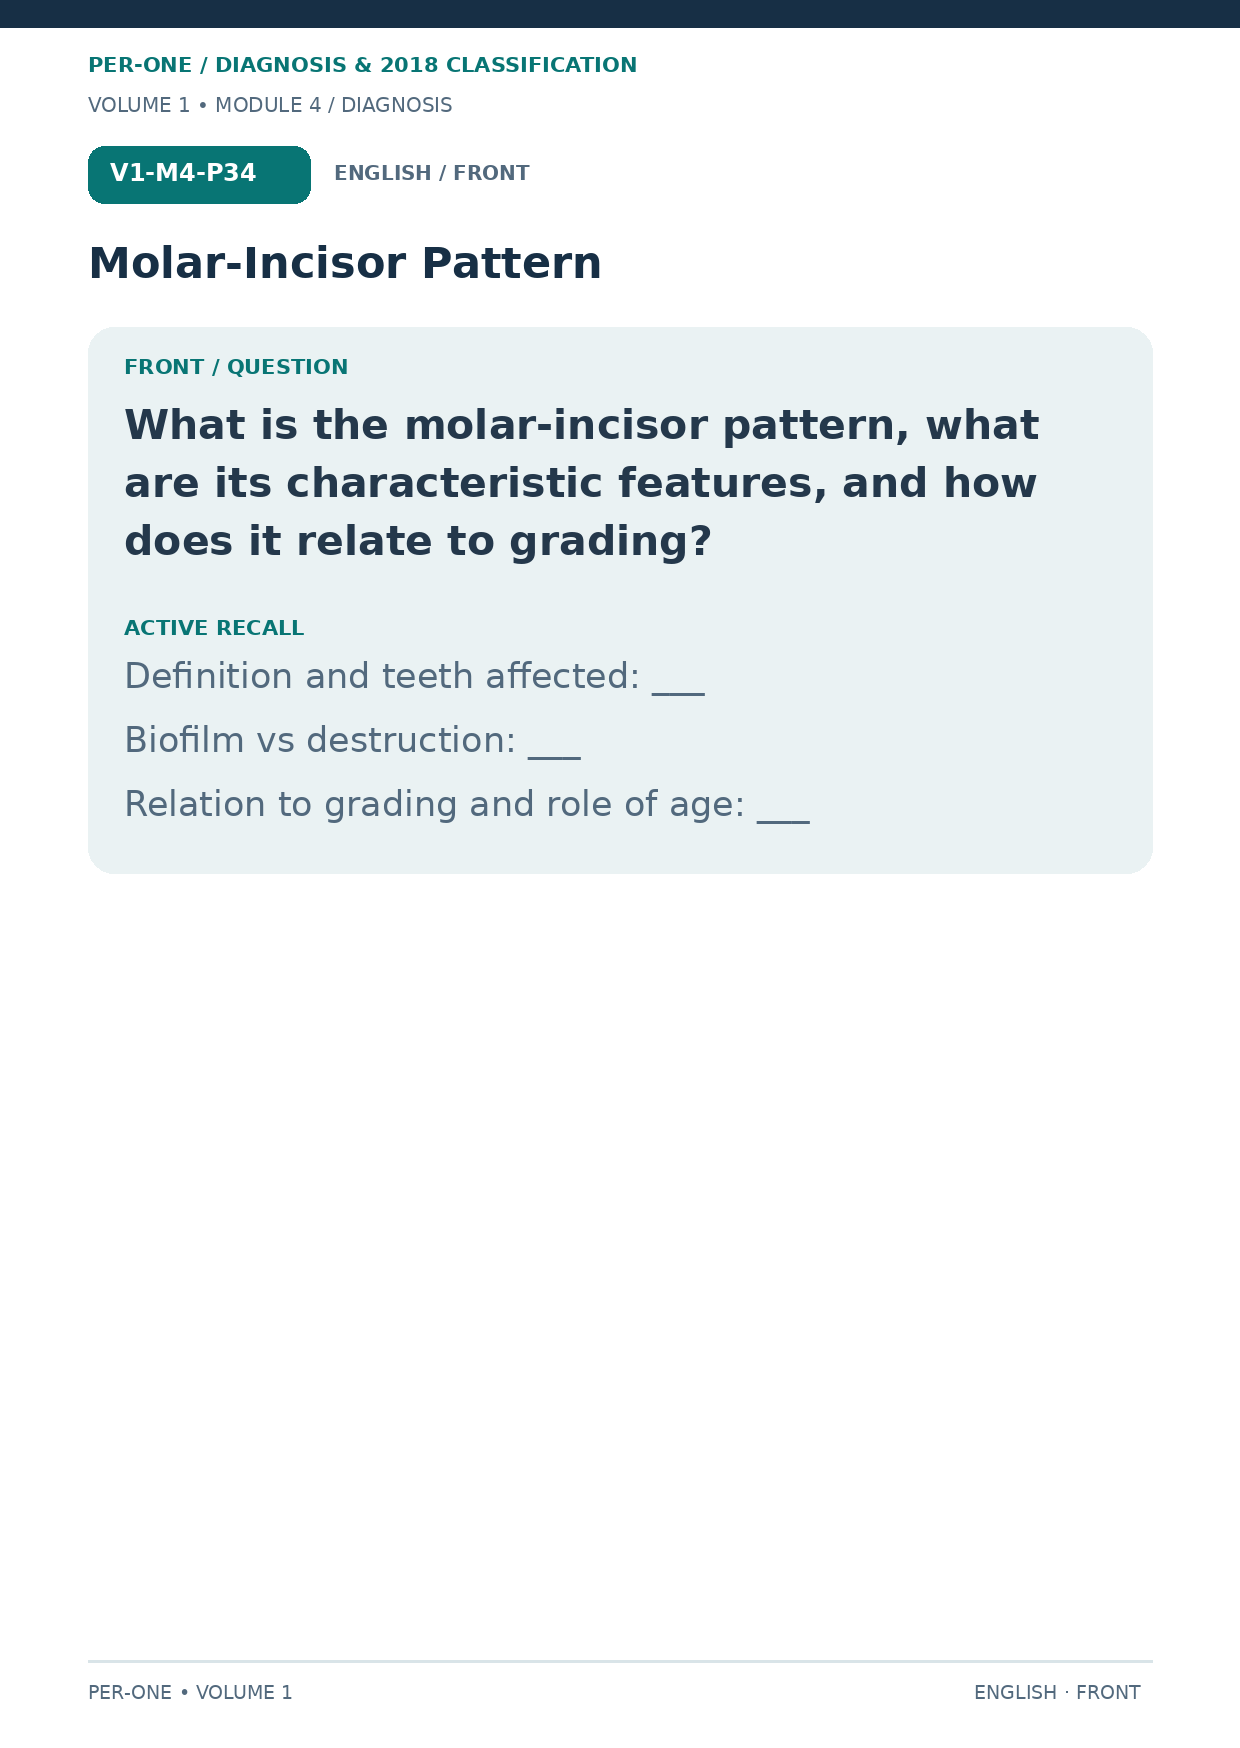 PER-ONE / DIAGNOSIS & 2018 CLASSIFICATION
VOLUME 1 • MODULE 4 / DIAGNOSIS
V1-M4-P34
ENGLISH / FRONT
Molar-Incisor Pattern
FRONT / QUESTION
What is the molar-incisor pattern, what
are its characteristic features, and how
does it relate to grading?
ACTIVE RECALL
Definition and teeth affected: ___
Biofilm vs destruction: ___
Relation to grading and role of age: ___
PER-ONE • VOLUME 1
ENGLISH · FRONT